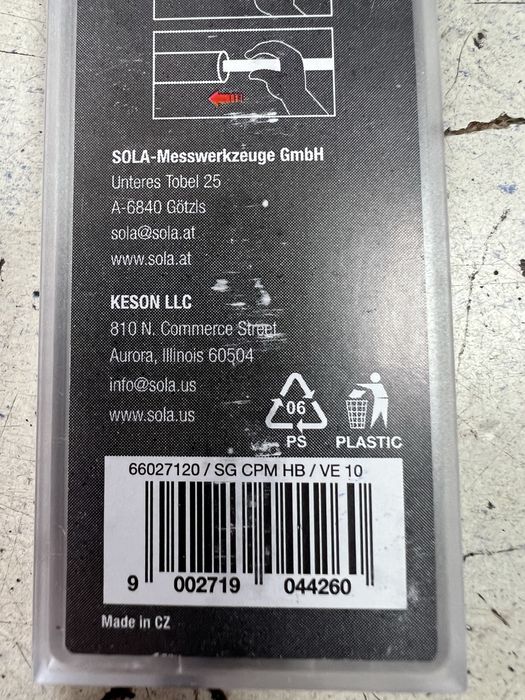 SOLA-Messwerkzeuge GmbH
Unteres Tobel 25
A-6840 Götzis
sola@sola.at
www.sola.at
KESON LLC
810 N. Commerce Street
Aurora, Illinois 60504
info@sola.us
www.sola.us
06
PS
PLASTIC
66027120 / SG CPM HB / VE 10
9 002719 044260
Made in CZ